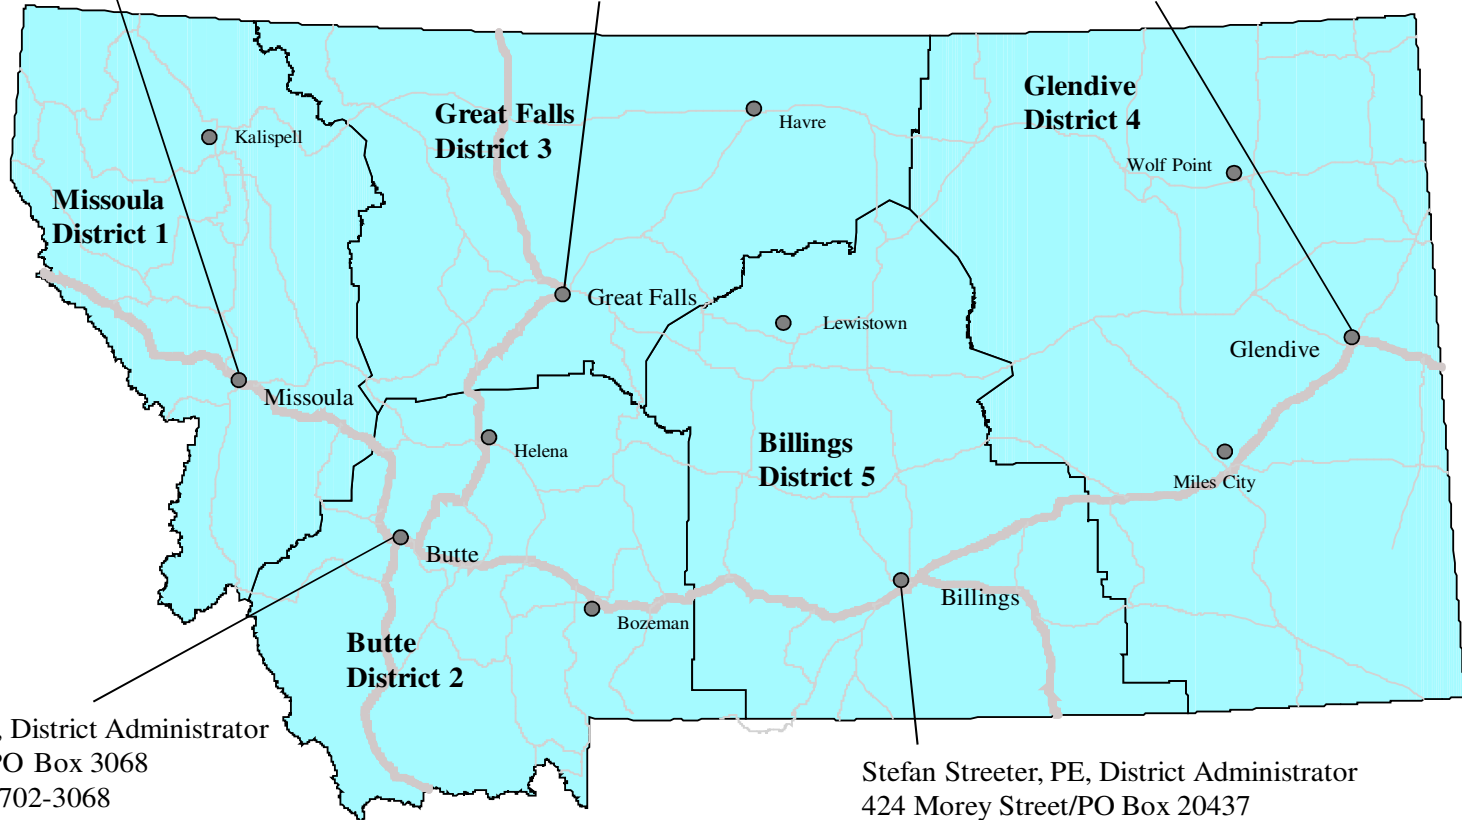 Glendive
District 4
Great Falls
District 3
Havre
Kalispell
Wolf Point
Missoula
District 1
Great Falls
Lewistown
Glendive
Missoula
Helena
Billings
District 5
Miles City
Butte
Billings
Bozeman
Butte
District 2
, District Administrator
PO Box 3068
702-3068
Stefan Streeter, PE, District Administrator
424 Morey Street/PO Box 20437